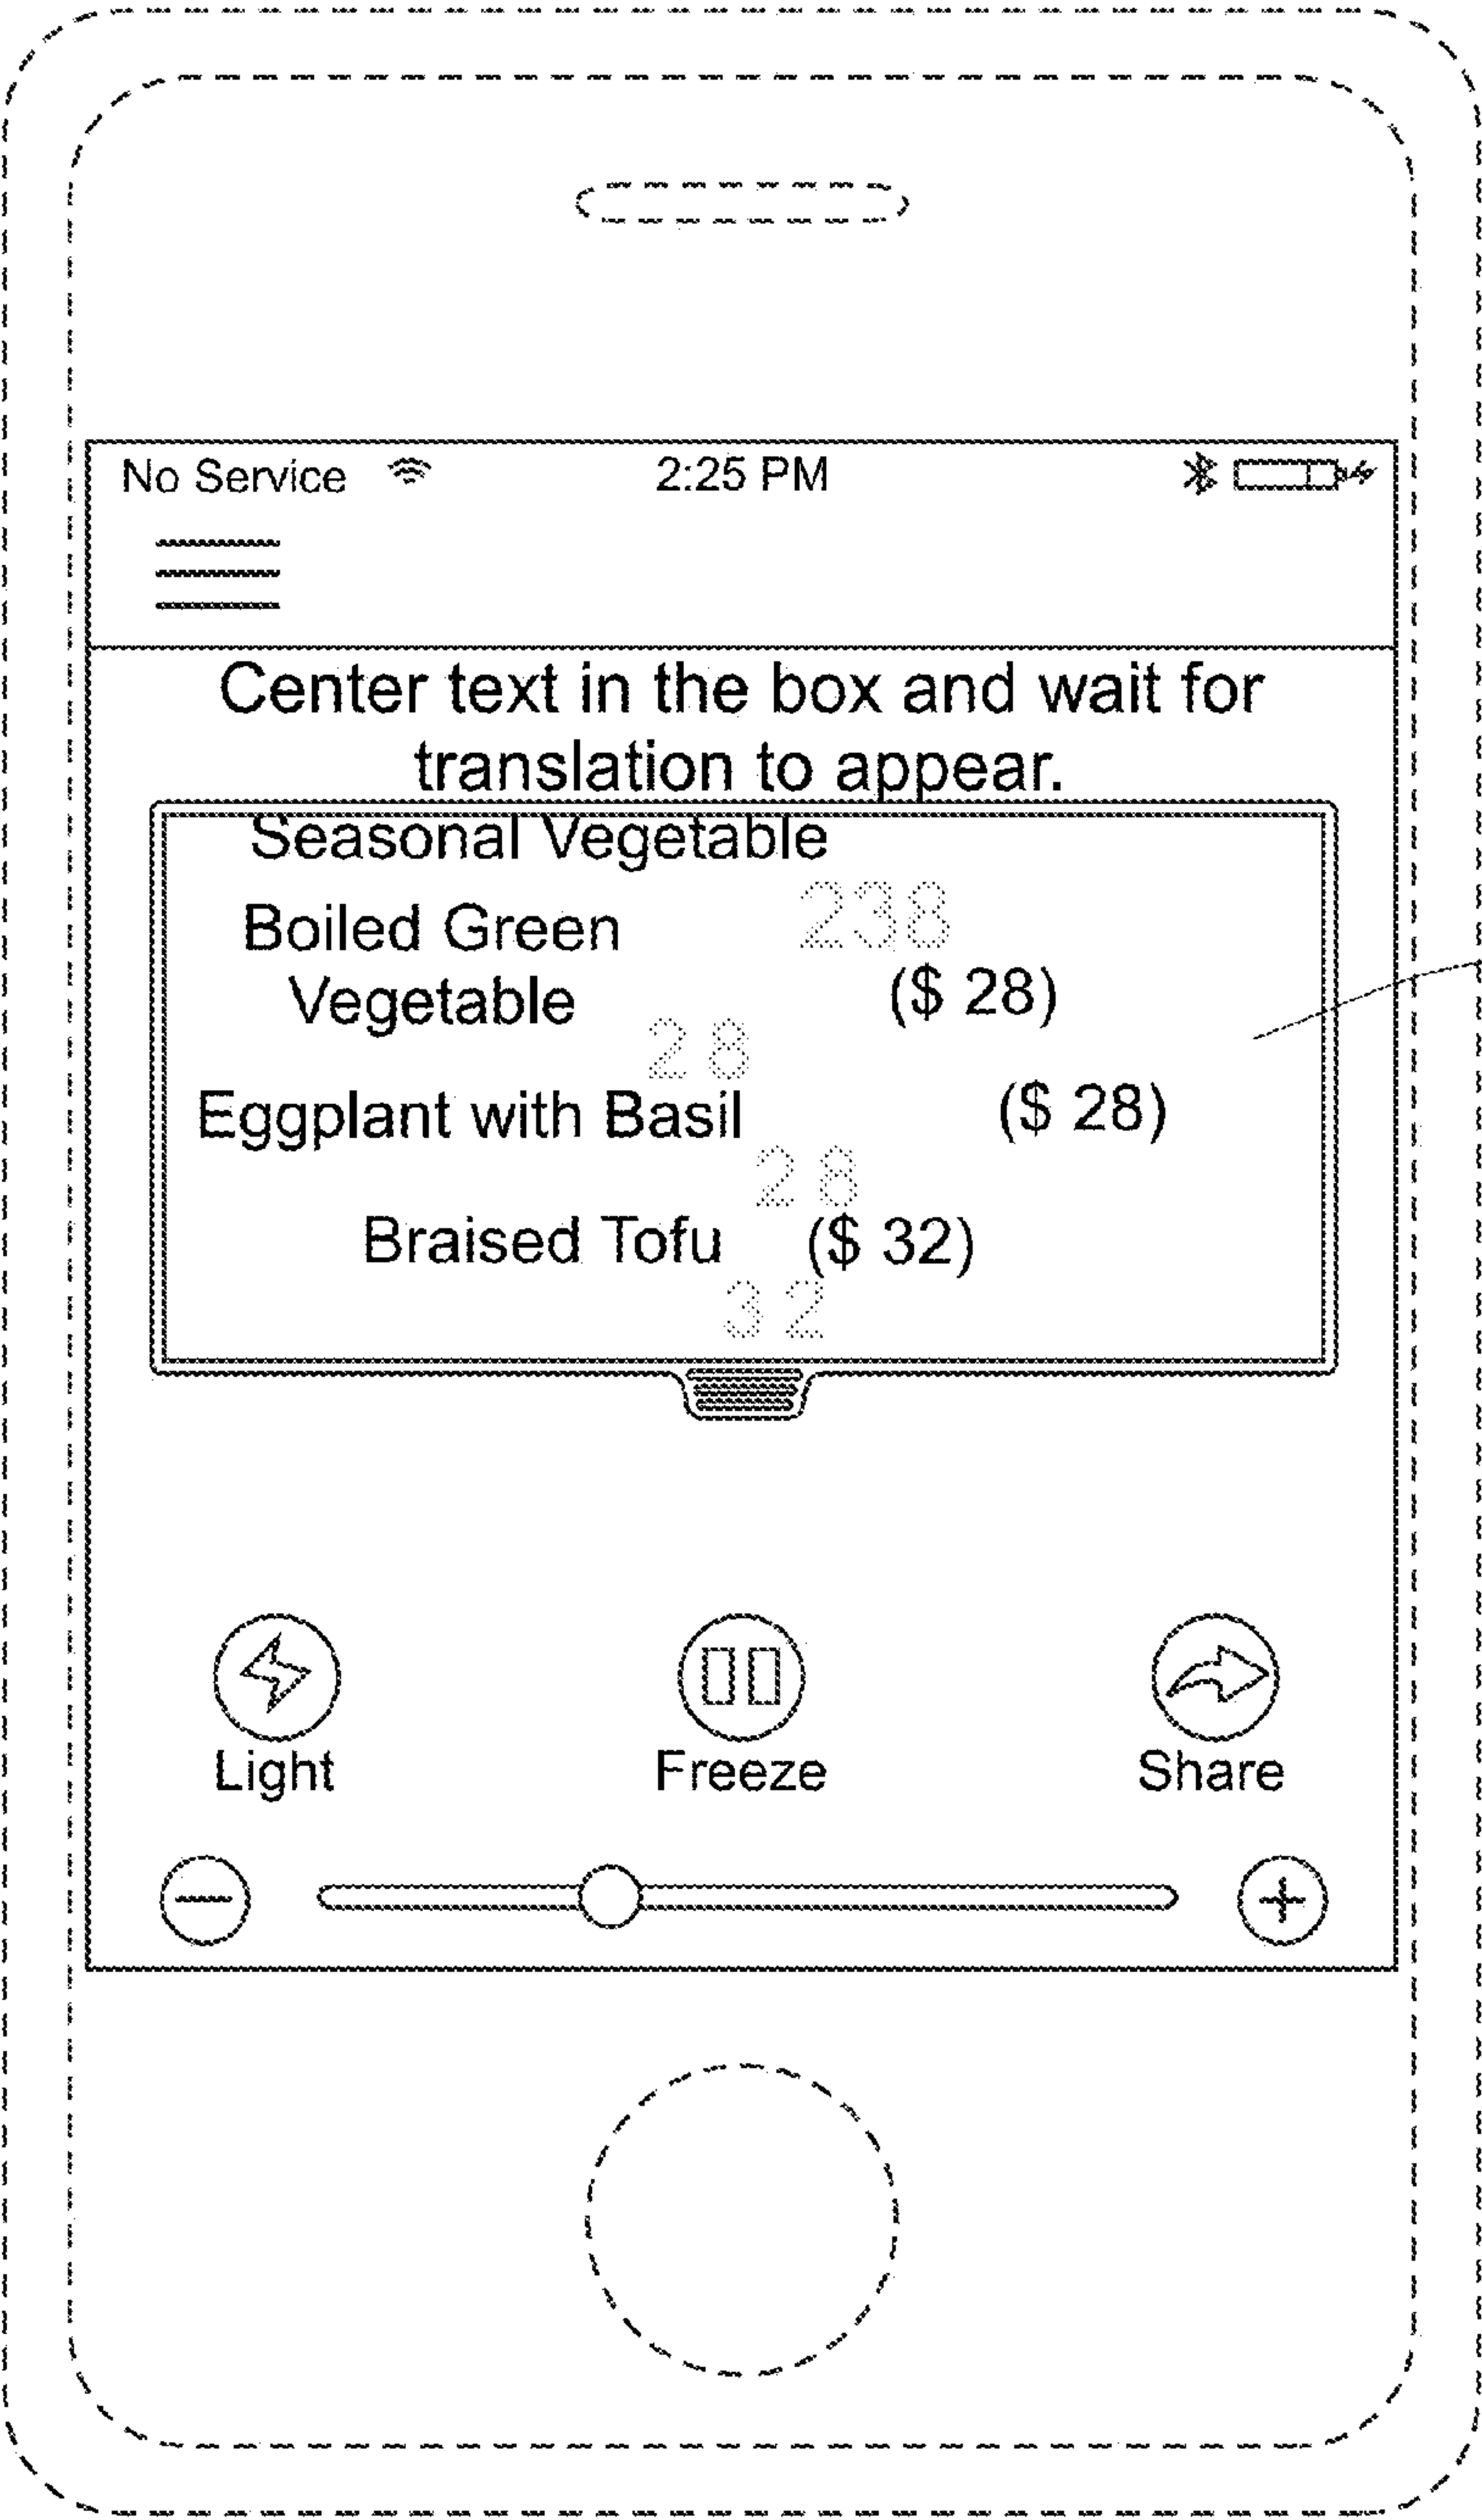 No Service 2:25 PM
Center text in the box and wait for
translation to appear.
Seasonal Vegetable
Boiled Green 238
Vegetable ($ 28)
28
Eggplant with Basil ($ 28)
28
Braised Tofu ($ 32)
32
Light Freeze Share